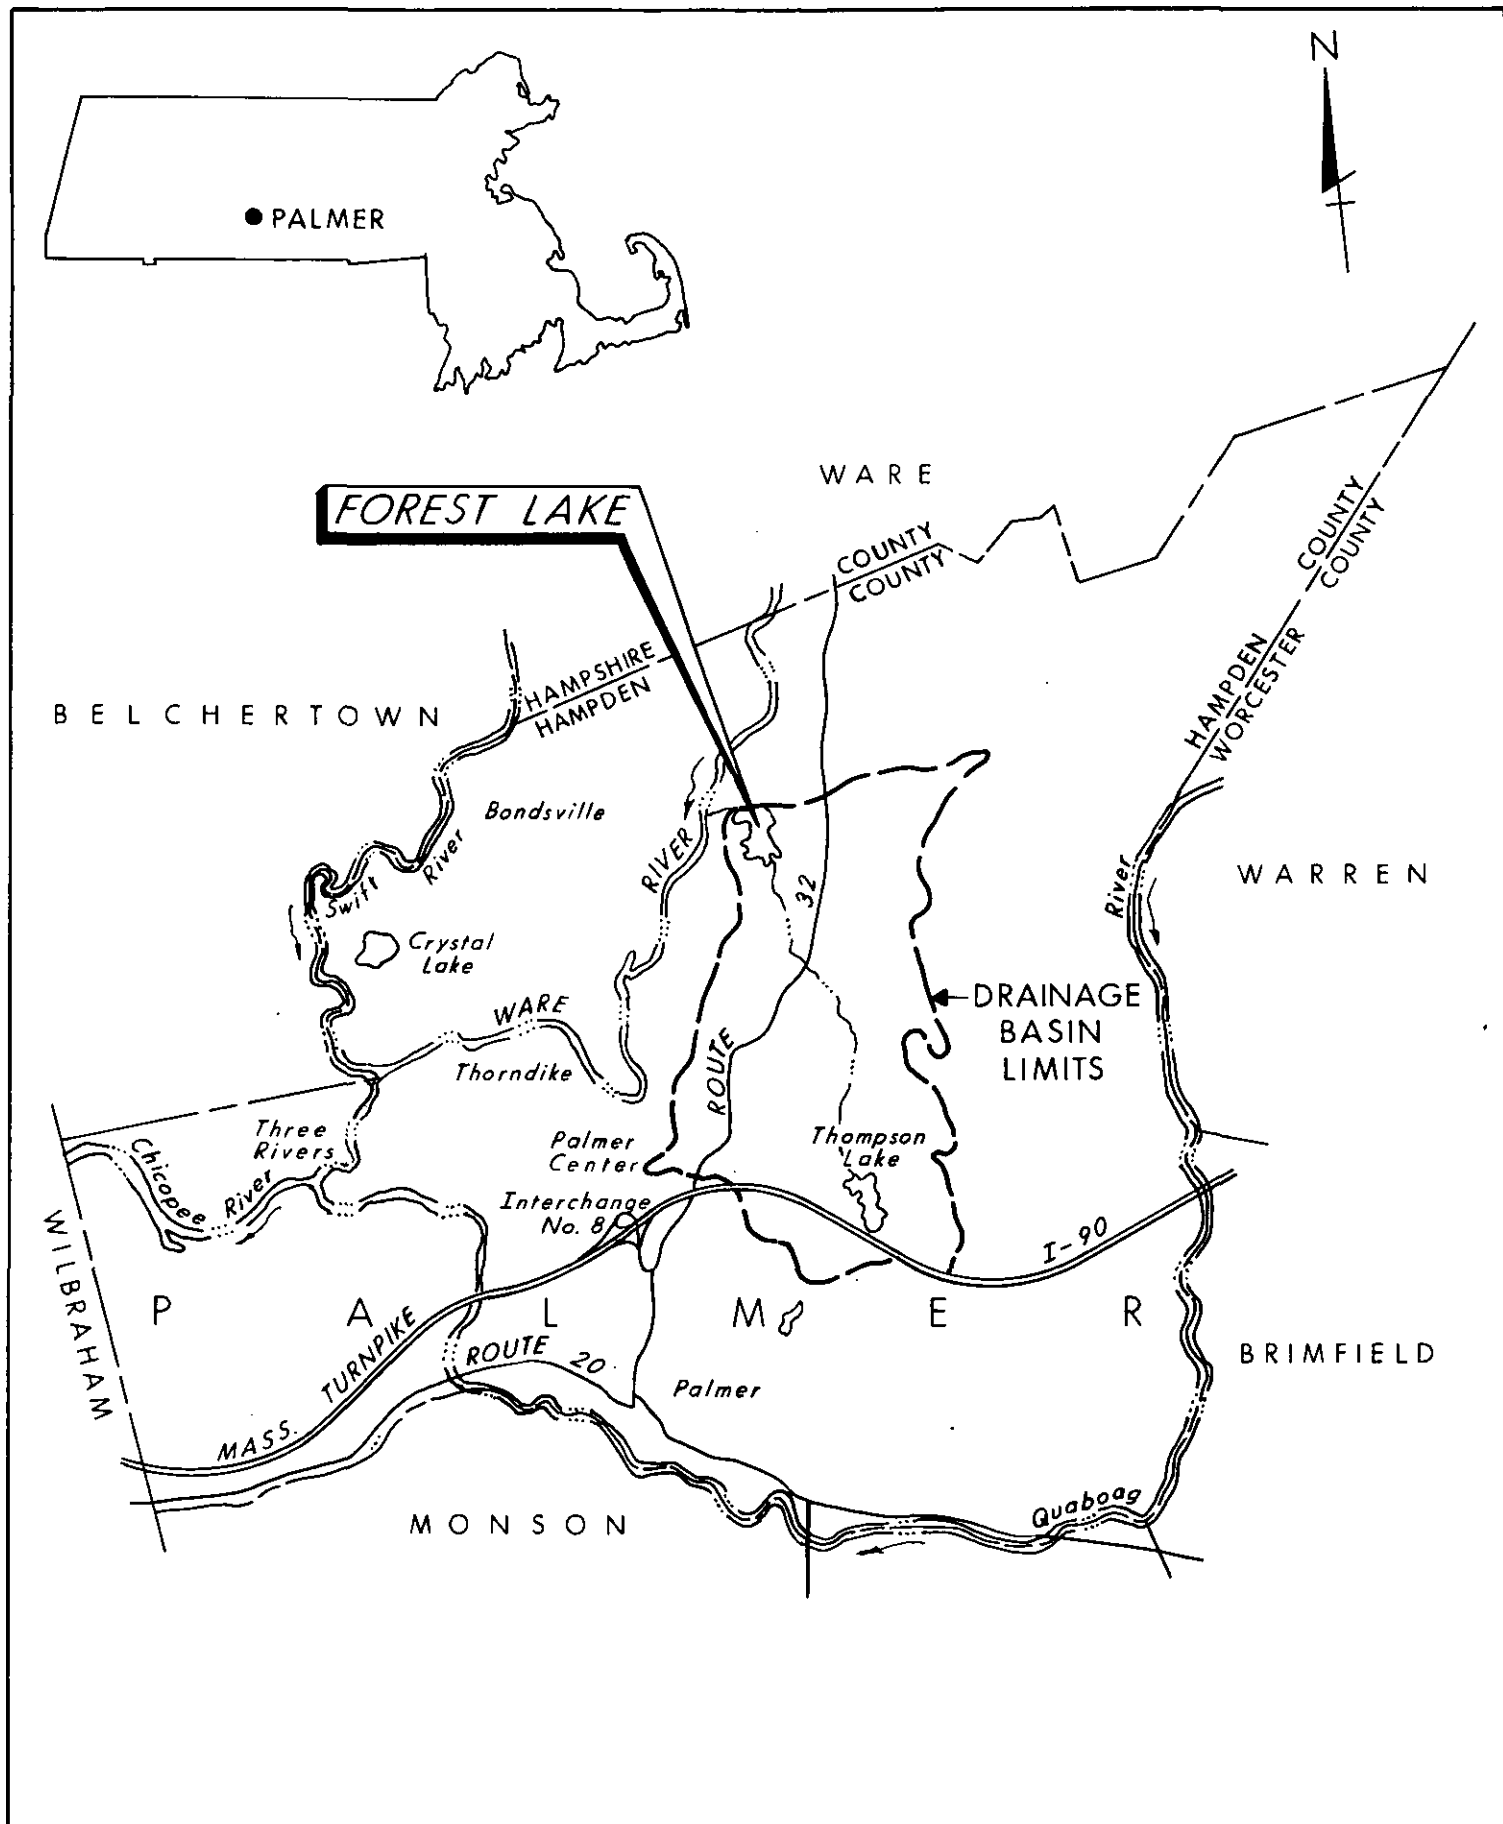 N
PALMER
WARE
FOREST LAKE
COUNTY
COUNTY
COUNTY
COUNTY
HAMPSHIRE
HAMPDEN
HAMPDEN
WORCESTER
BELCHERTOWN
Bondsville
River
Swift
RIVER
32
River
WARREN
Crystal
Lake
WARE
DRAINAGE
BASIN
LIMITS
Thorndike
ROUTE
Three
Rivers
Palmer
Center
Thompson
Lake
Chicopee
River
Interchange
No. 8
I-90
WILBRAHAM
P A L M E R
TURNPIKE
ROUTE 20
BRIMFIELD
Palmer
MASS.
Quaboag
MONSON